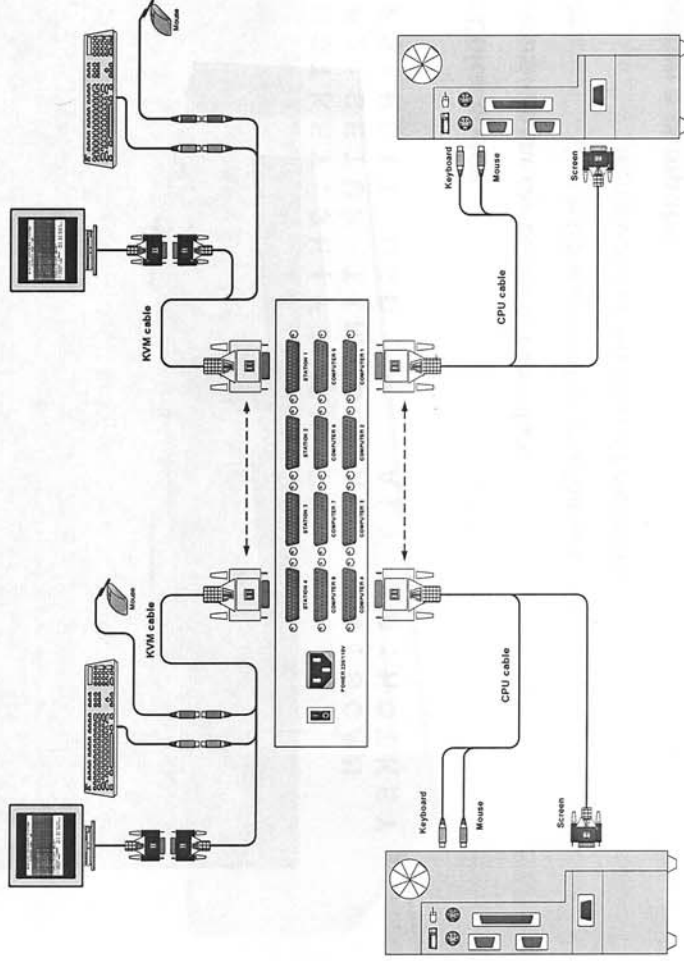 Mouse
KVM cable
Mouse
KVM cable
STATION 4
STATION 3
STATION 2
STATION 1
COMPUTER 8
COMPUTER 7
COMPUTER 6
COMPUTER 5
COMPUTER 4
COMPUTER 3
COMPUTER 2
COMPUTER 1
POWER 220/110V
Keyboard
Mouse
CPU cable
Screen
Keyboard
Mouse
CPU cable
Screen